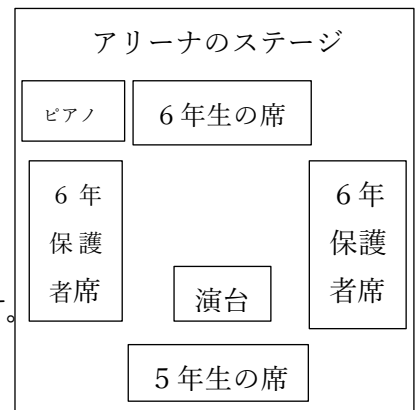 アリーナのステージ
ピアノ
６年生の席
６年
保護
者席
６年
保護
者席
演台
５年生の席
。